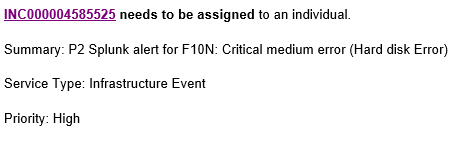 INC000004585525 needs to be assigned to an individual.
Summary: P2 Splunk alert for F10N: Critical medium error (Hard disk Error)
Service Type: Infrastructure Event
Priority: High